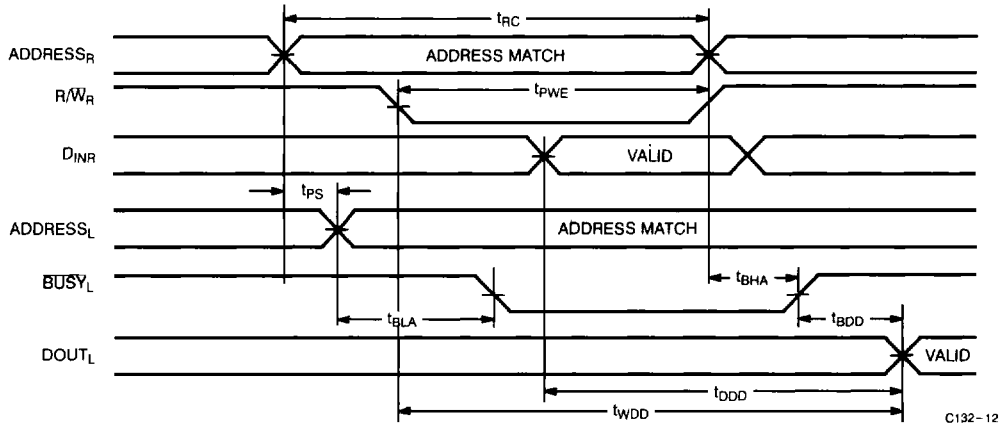 tRC
ADDRESSR
ADDRESS MATCH
R/W̅R
tPWE
DINR
VALID
tPS
ADDRESSL
ADDRESS MATCH
B̅U̅S̅Y̅L
tBHA
tBLA
tBDD
DOUTL
VALID
tDDD
tWDD
C132-12